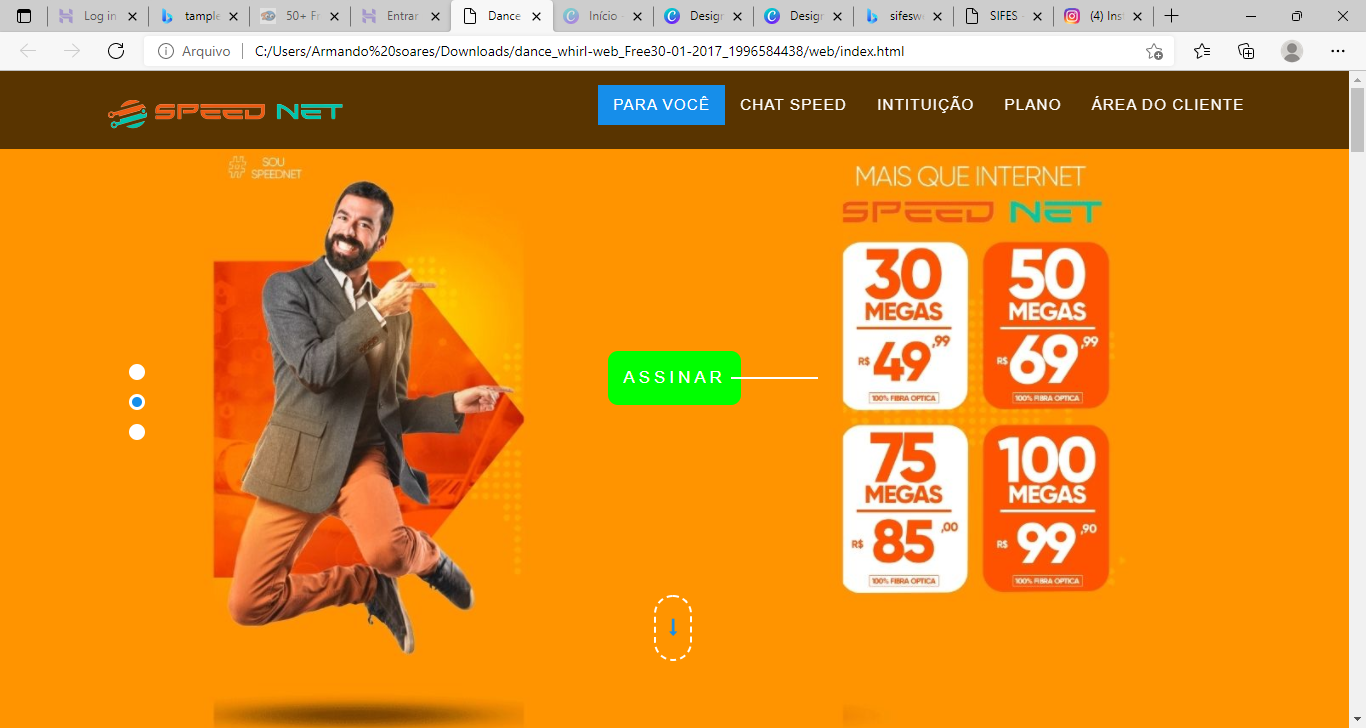 Log in
tample
50+ Fr
Entrar
Dance
Início
Design
Design
sifeswe
SIFES -
(4) Inst
Arquivo
C:/Users/Armando%20soares/Downloads/dance_whirl-web_Free30-01-2017_1996584438/web/index.html
SPEED NET
PARA VOCÊ
CHAT SPEED
INTITUIÇÃO
PLANO
ÁREA DO CLIENTE
# SOU
SPEEDNET
MAIS QUE INTERNET
SPEED NET
30
MEGAS
R$ 49,99
100% FIBRA OPTICA
50
MEGAS
R$ 69,99
100% FIBRA OPTICA
ASSINAR
75
MEGAS
R$ 85,00
100% FIBRA OPTICA
100
MEGAS
R$ 99,90
100% FIBRA OPTICA